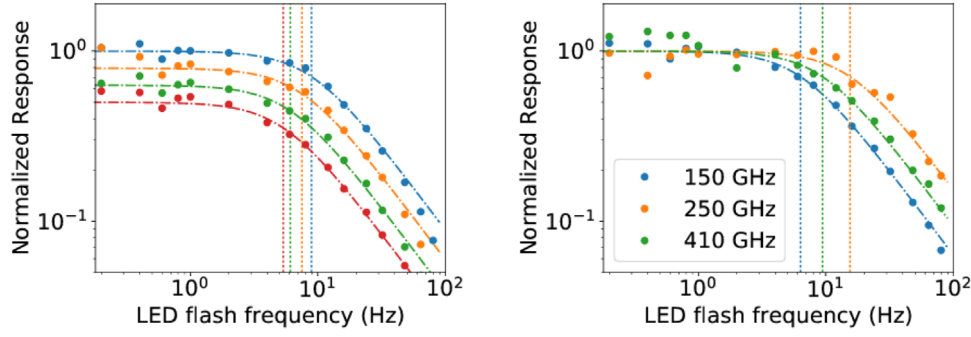 Normalized Response
10⁰
10⁻¹
10⁰ 10¹ 10²
LED flash frequency (Hz)
Normalized Response
10⁰
10⁻¹
150 GHz
250 GHz
410 GHz
10⁰ 10¹ 10²
LED flash frequency (Hz)